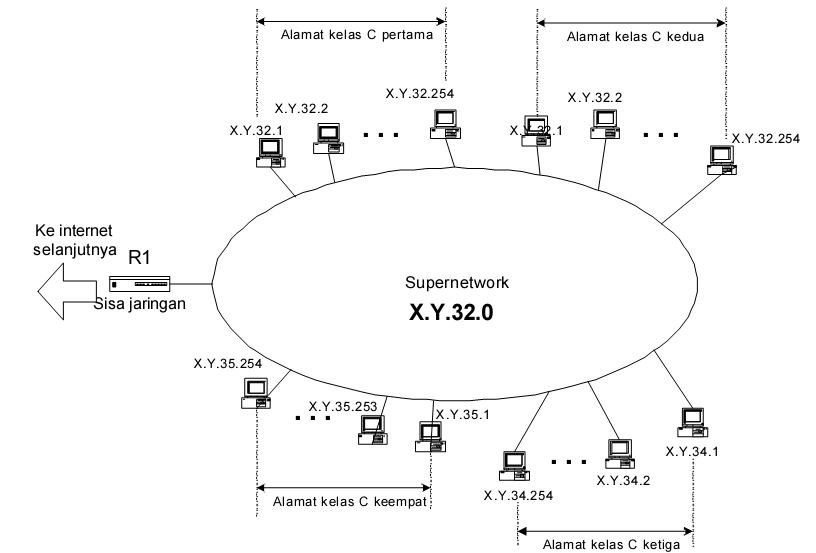 Alamat kelas C pertama
Alamat kelas C kedua
X.Y.32.254
X.Y.32.2
X.Y.32.1
X.Y.32.2
X.Y.32.1
X.Y.32.254
Ke internet
selanjutnya
R1
Sisa jaringan
Supernetwork
X.Y.32.0
X.Y.35.254
X.Y.35.253
X.Y.35.1
X.Y.34.1
X.Y.34.2
X.Y.34.254
Alamat kelas C keempat
Alamat kelas C ketiga